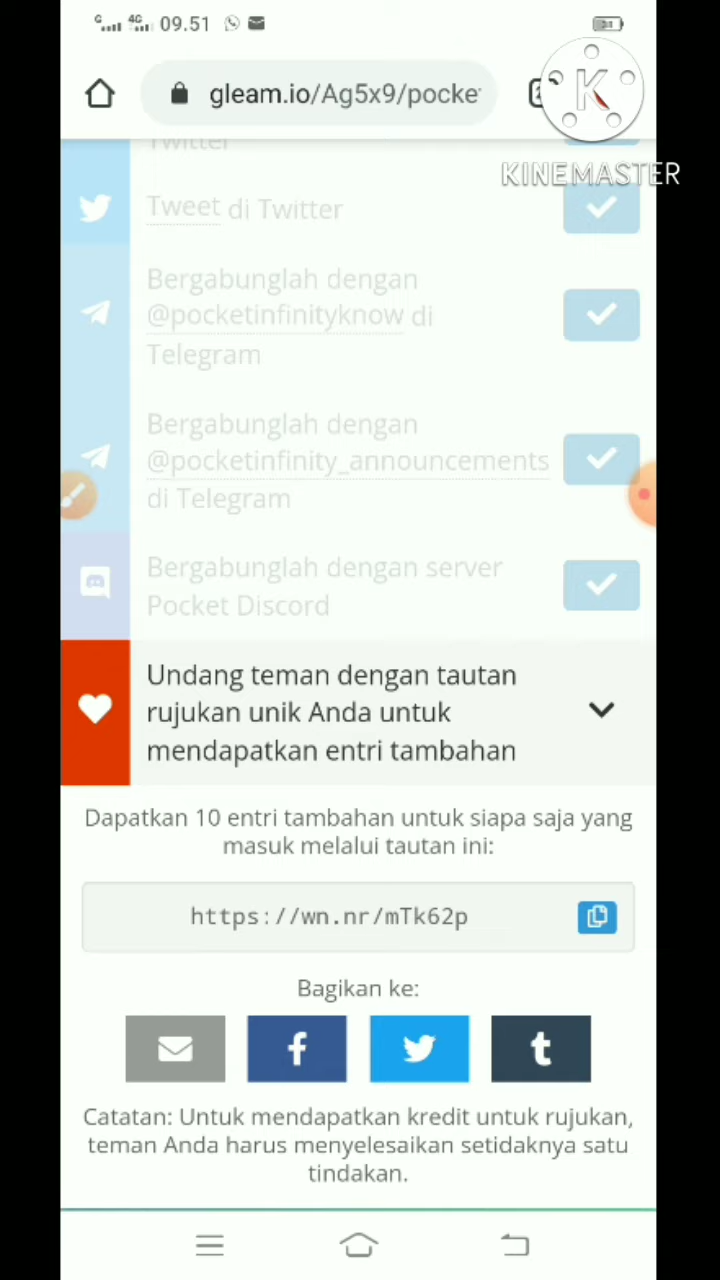 G 4G 09.51
gleam.io/Ag5x9/pocke
K
KINEMASTER
Twitter
Tweet di Twitter
Bergabunglah dengan
@pocketinfinityknow di
Telegram
Bergabunglah dengan
@pocketinfinity_announcements
di Telegram
Bergabunglah dengan server
Pocket Discord
Undang teman dengan tautan
rujukan unik Anda untuk
mendapatkan entri tambahan
Dapatkan 10 entri tambahan untuk siapa saja yang
masuk melalui tautan ini:
https://wn.nr/mTk62p
Bagikan ke:
Catatan: Untuk mendapatkan kredit untuk rujukan,
teman Anda harus menyelesaikan setidaknya satu
tindakan.